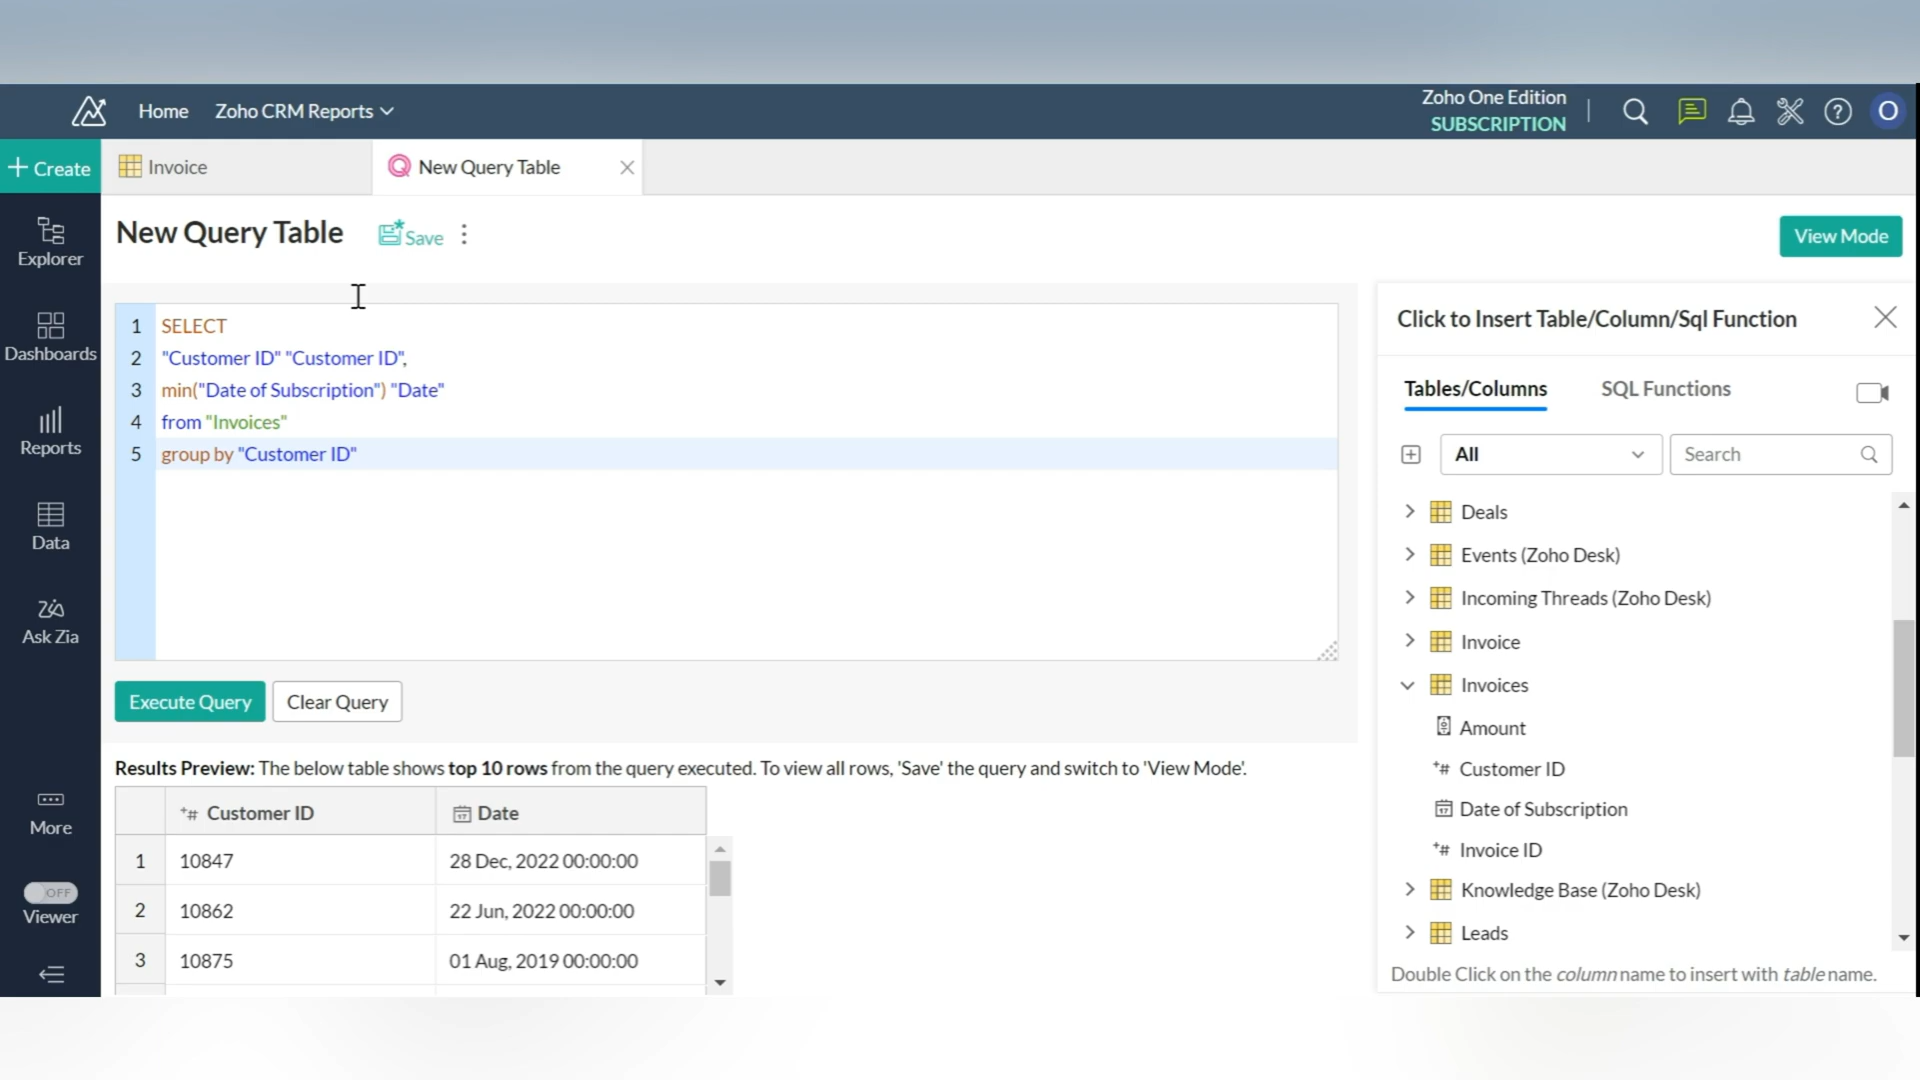 Home
Zoho CRM Reports
Zoho One Edition
SUBSCRIPTION
O
+ Create
Invoice
New Query Table
Explorer
Dashboards
Reports
Data
Ask Zia
More
OFF
Viewer
New Query Table
Save
View Mode
1 SELECT
2 "Customer ID" "Customer ID",
3 min("Date of Subscription") "Date"
4 from "Invoices"
5 group by "Customer ID"
Execute Query
Clear Query
Results Preview: The below table shows top 10 rows from the query executed. To view all rows, 'Save' the query and switch to 'View Mode'.
Customer ID Date
1 10847 28 Dec, 2022 00:00:00
2 10862 22 Jun, 2022 00:00:00
3 10875 01 Aug, 2019 00:00:00
Click to Insert Table/Column/Sql Function
Tables/Columns
SQL Functions
All
Search
Deals
Events (Zoho Desk)
Incoming Threads (Zoho Desk)
Invoice
Invoices
Amount
Customer ID
Date of Subscription
Invoice ID
Knowledge Base (Zoho Desk)
Leads
Double Click on the column name to insert with table name.